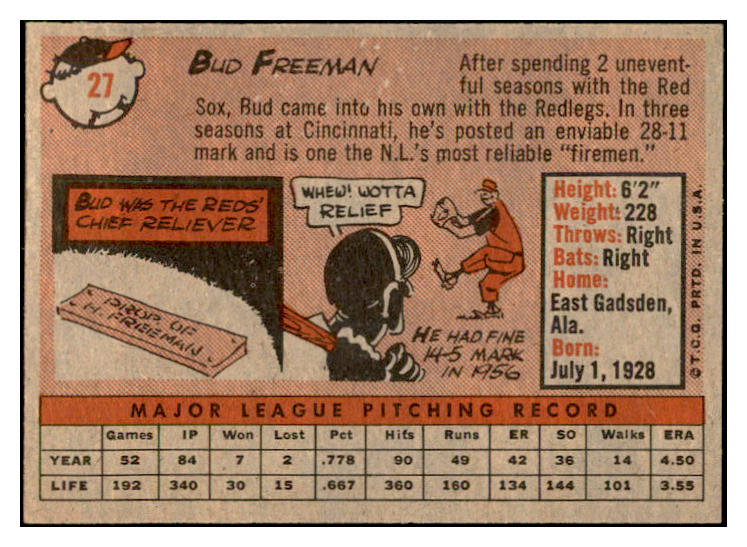 27
BUD FREEMAN
After spending 2 unevent-
ful seasons with the Red
Sox, Bud came into his own with the Redlegs. In three
seasons at Cincinnati, he's posted an enviable 28-11
mark and is one the N.L.'s most reliable "firemen."
BUD WAS THE REDS'
CHIEF RELIEVER
PROP. OF
H. FREEMAN
WHEW! WOTTA
RELIEF
HE HAD FINE
14-5 MARK
IN 1956
Height: 6'2"
Weight: 228
Throws: Right
Bats: Right
Home:
East Gadsden,
Ala.
Born:
July 1, 1928
© T.C.G. PRTD. IN U.S.A.
MAJOR LEAGUE PITCHING RECORD
Games IP Won Lost Pct Hits Runs ER SO Walks ERA
YEAR 52 84 7 2 .778 90 49 42 36 14 4.50
LIFE 192 340 30 15 .667 360 160 134 144 101 3.55